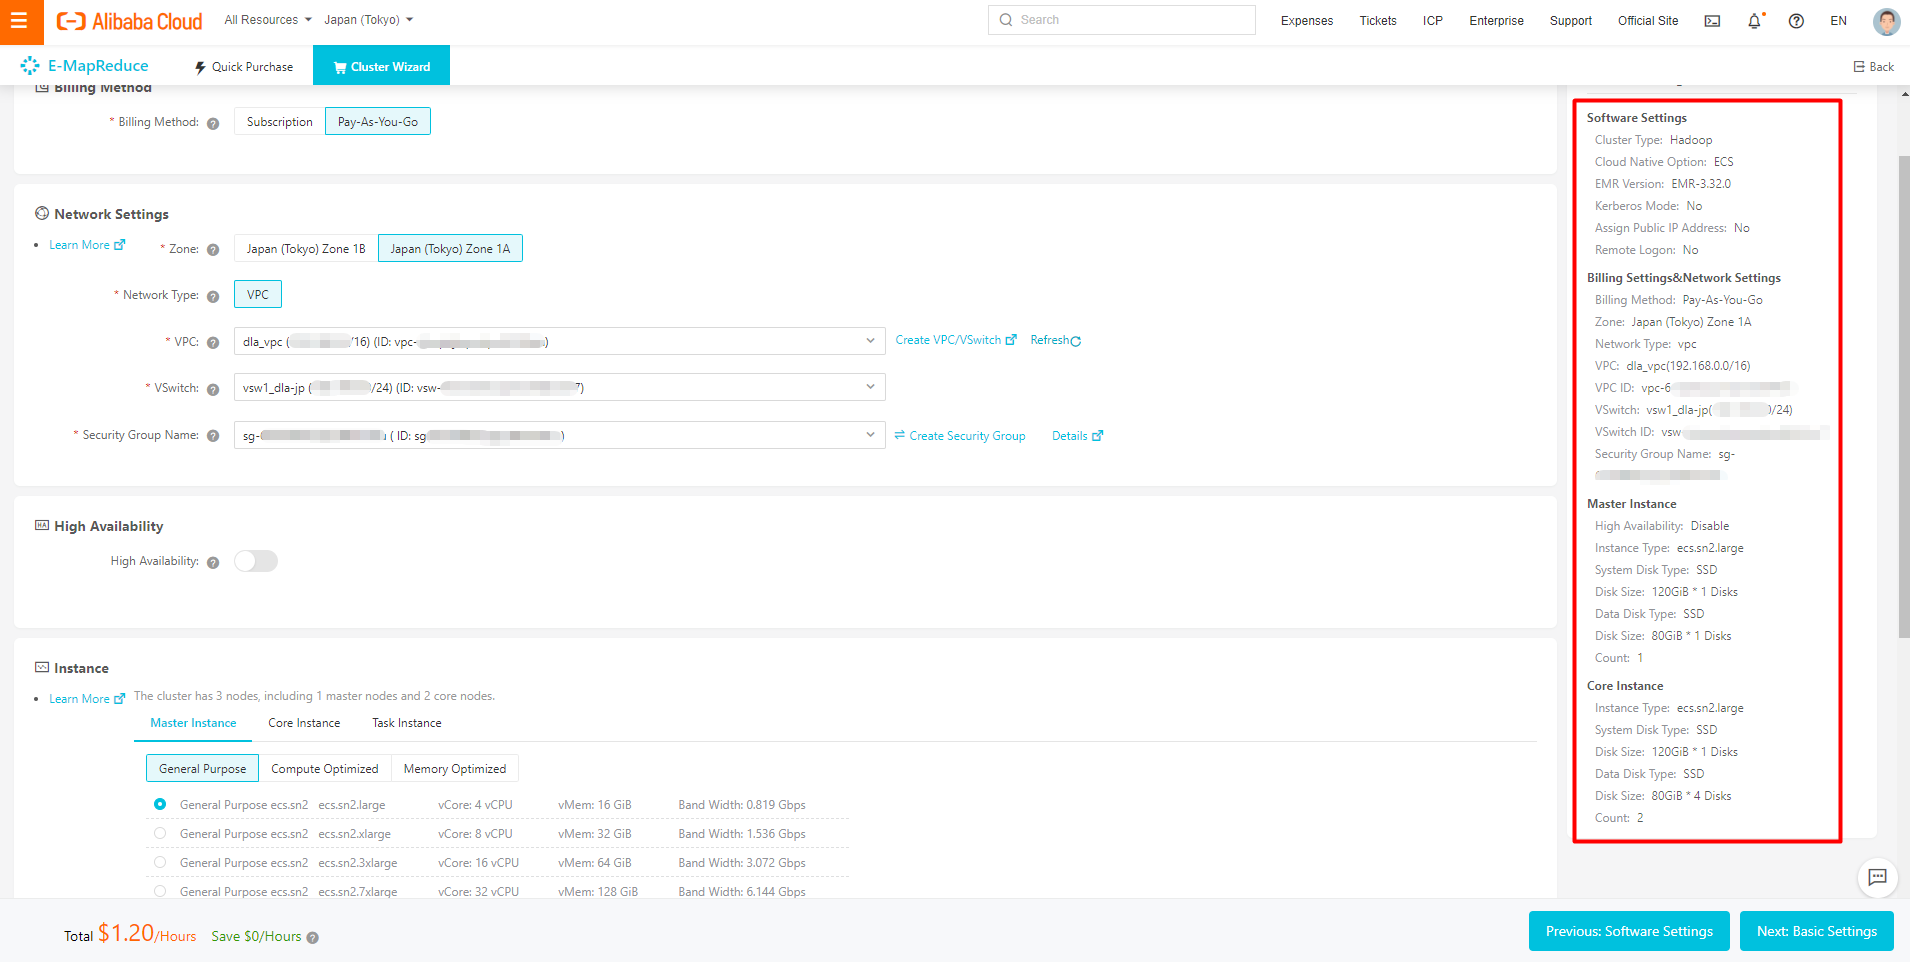 Alibaba Cloud All Resources Japan (Tokyo) Search Expenses Tickets ICP Enterprise Support Official Site EN
E-MapReduce Quick Purchase Cluster Wizard Back
Billing Method
* Billing Method: Subscription Pay-As-You-Go
Network Settings
Learn More * Zone: Japan (Tokyo) Zone 1B Japan (Tokyo) Zone 1A
* Network Type: VPC
* VPC: dla_vpc ( /16) (ID: vpc- ) Create VPC/VSwitch Refresh
* VSwitch: vsw1_dla-jp ( /24) (ID: vsw- 7)
* Security Group Name: sg- u ( ID: sg ) Create Security Group Details
HA High Availability
High Availability:
Instance
Learn More The cluster has 3 nodes, including 1 master nodes and 2 core nodes.
Master Instance Core Instance Task Instance
General Purpose Compute Optimized Memory Optimized
General Purpose ecs.sn2 ecs.sn2.large vCore: 4 vCPU vMem: 16 GiB Band Width: 0.819 Gbps
General Purpose ecs.sn2 ecs.sn2.xlarge vCore: 8 vCPU vMem: 32 GiB Band Width: 1.536 Gbps
General Purpose ecs.sn2 ecs.sn2.3xlarge vCore: 16 vCPU vMem: 64 GiB Band Width: 3.072 Gbps
General Purpose ecs.sn2 ecs.sn2.7xlarge vCore: 32 vCPU vMem: 128 GiB Band Width: 6.144 Gbps
Software Settings
Cluster Type: Hadoop
Cloud Native Option: ECS
EMR Version: EMR-3.32.0
Kerberos Mode: No
Assign Public IP Address: No
Remote Logon: No
Billing Settings&Network Settings
Billing Method: Pay-As-You-Go
Zone: Japan (Tokyo) Zone 1A
Network Type: vpc
VPC: dla_vpc(192.168.0.0/16)
VPC ID: vpc-6
VSwitch: vsw1_dla-jp( 0/24)
VSwitch ID: vsw
Security Group Name: sg-
Master Instance
High Availability: Disable
Instance Type: ecs.sn2.large
System Disk Type: SSD
Disk Size: 120GiB * 1 Disks
Data Disk Type: SSD
Disk Size: 80GiB * 1 Disks
Count: 1
Core Instance
Instance Type: ecs.sn2.large
System Disk Type: SSD
Disk Size: 120GiB * 1 Disks
Data Disk Type: SSD
Disk Size: 80GiB * 4 Disks
Count: 2
Total $1.20/Hours Save $0/Hours Previous: Software Settings Next: Basic Settings